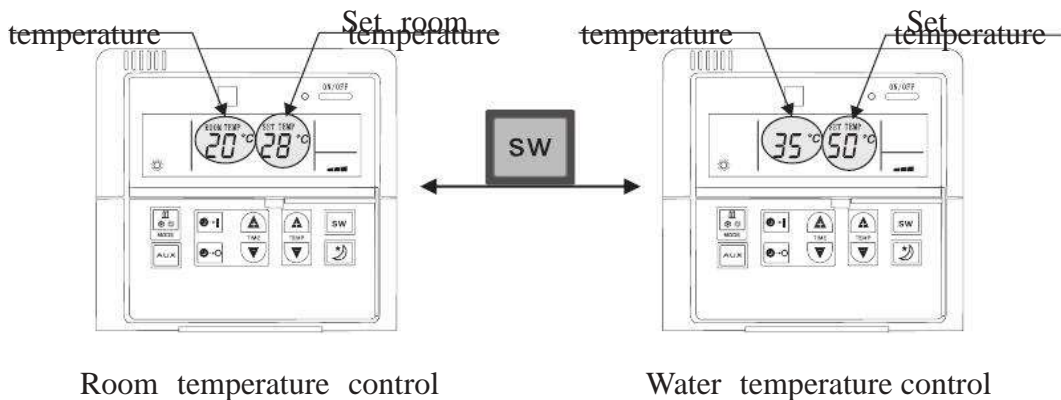 Set room
temperature temperature
Set
temperature temperature
ON/OFF
ROOM TEMP SET TEMP
20 °C 28 °C
MODE
TIME
TEMP
SW
AUX
SW
ON/OFF
SET TEMP
35 °C 50 °C
MODE
TIME
TEMP
SW
AUX
Room temperature control
Water temperature control